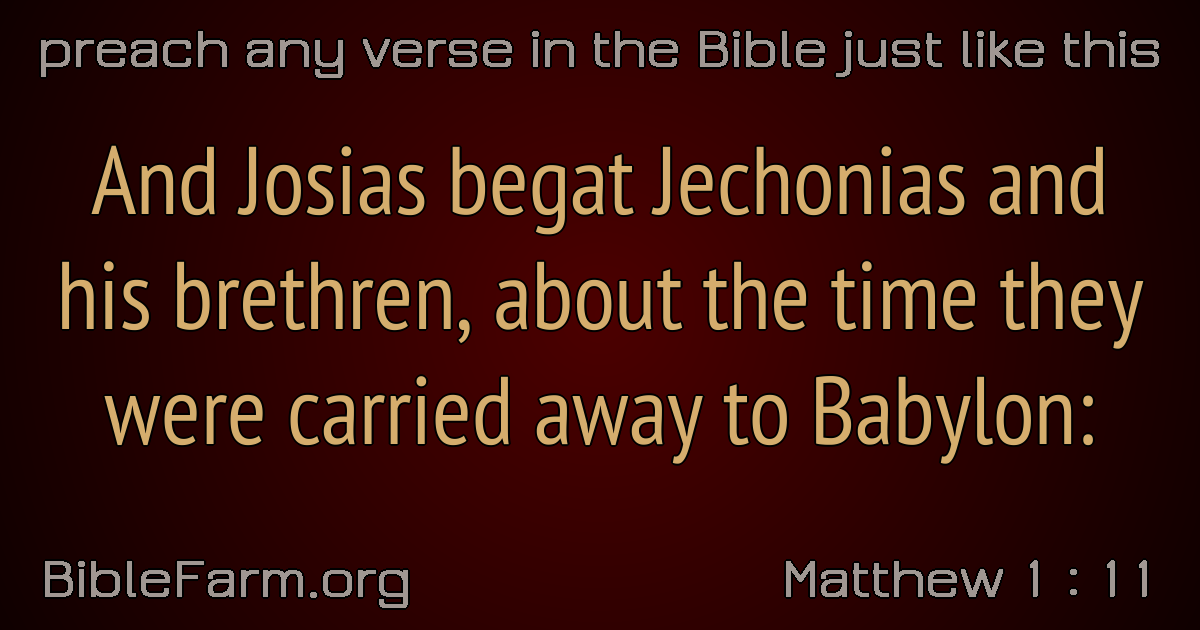 preach any verse in the Bible just like this
And Josias begat Jechonias and
his brethren, about the time they
were carried away to Babylon:
BibleFarm.org
Matthew 1 : 11